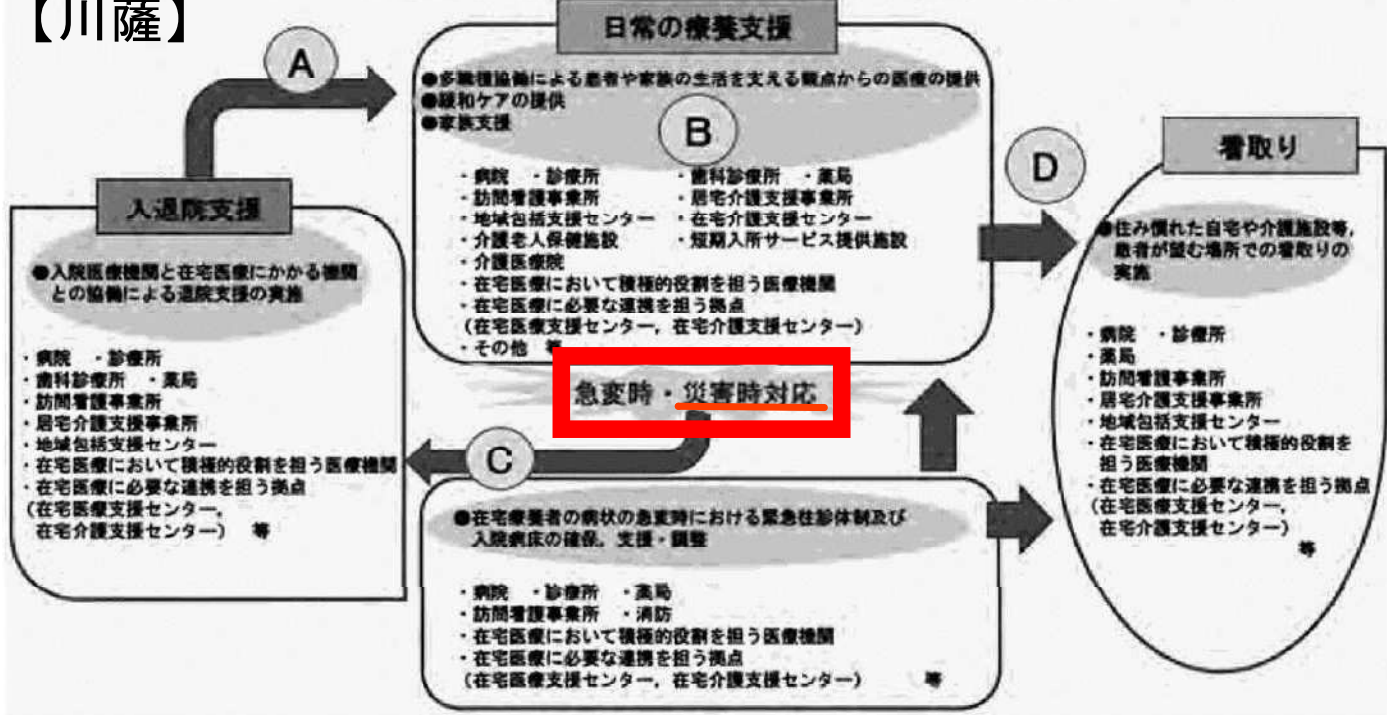 【川薩】
A
日常の療養支援
●多職種協働による患者や家族の生活を支える観点からの医療の提供
●緩和ケアの提供
●家族支援
B
・病院 ・診療所 ・歯科診療所 ・薬局
・訪問看護事業所 ・居宅介護支援事業所
・地域包括支援センター ・在宅介護支援センター
・介護老人保健施設 ・短期入所サービス提供施設
・介護医療院
・在宅医療において積極的役割を担う医療機関
・在宅医療に必要な連携を担う拠点
(在宅医療支援センター，在宅介護支援センター)
・その他 等
入退院支援
●入院医療機関と在宅医療にかかる機関
との協働による退院支援の実施
・病院 ・診療所
・歯科診療所 ・薬局
・訪問看護事業所
・居宅介護支援事業所
・地域包括支援センター
・在宅医療において積極的役割を担う医療機関
・在宅医療に必要な連携を担う拠点
(在宅医療支援センター，
在宅介護支援センター) 等
急変時・災害時対応
C
●在宅療養者の病状の急変時における緊急往診体制及び
入院病床の確保，支援・調整
・病院 ・診療所 ・薬局
・訪問看護事業所 ・消防
・在宅医療において積極的役割を担う医療機関
・在宅医療に必要な連携を担う拠点
(在宅医療支援センター，在宅介護支援センター) 等
D
看取り
●住み慣れた自宅や介護施設等，
患者が望む場所での看取りの
実施
・病院 ・診療所
・薬局
・訪問看護事業所
・居宅介護支援事業所
・地域包括支援センター
・在宅医療において積極的役割を
担う医療機関
・在宅医療に必要な連携を担う拠点
(在宅医療支援センター，
在宅介護支援センター)
等